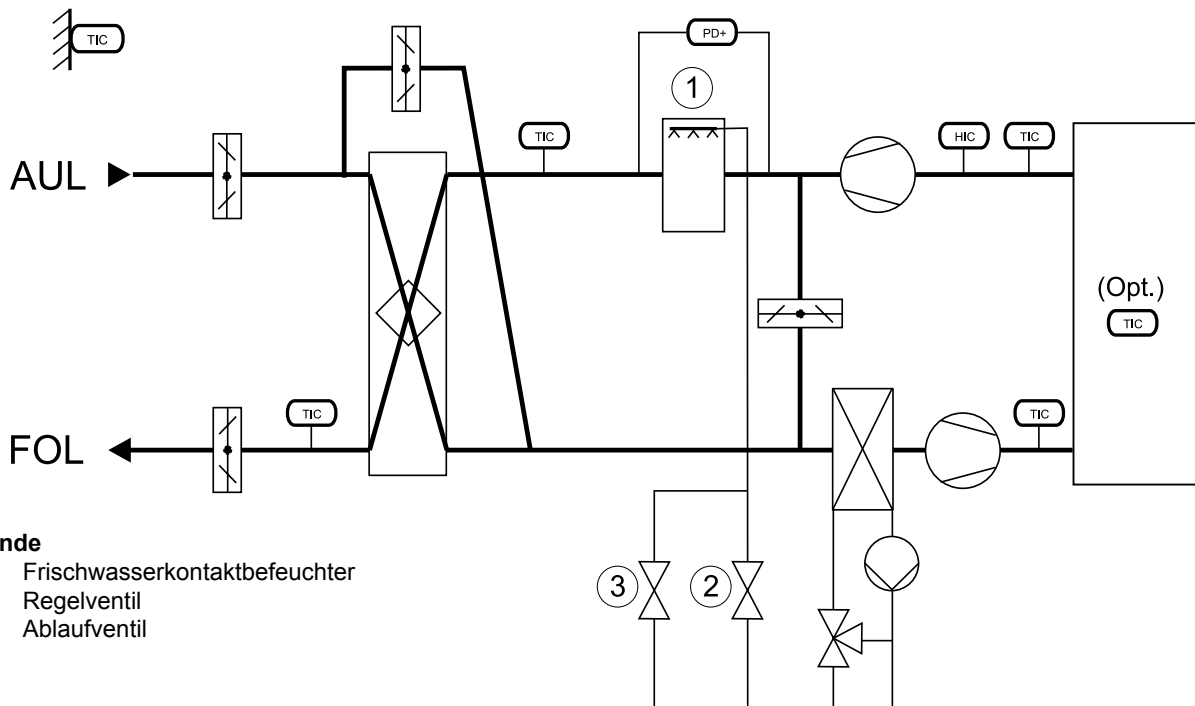 TIC
PD+
1
TIC
HIC
TIC
AUL
(Opt.)
TIC
TIC
TIC
FOL
nde
Frischwasserkontaktbefeuchter
3
2
Regelventil
Ablaufventil